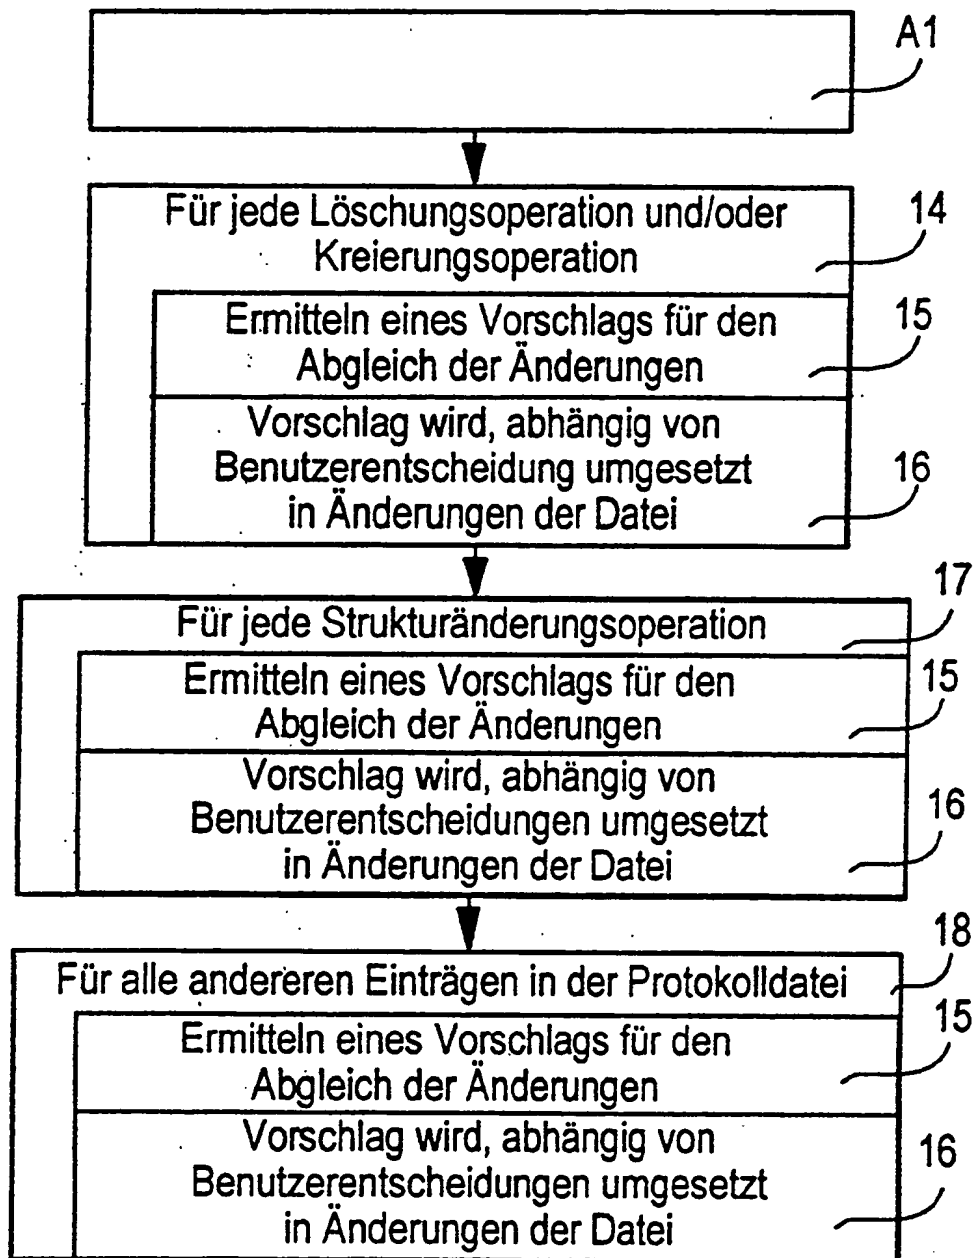 A1
Für jede Löschungsoperation und/oder
Kreierungsoperation
14
Ermitteln eines Vorschlags für den
Abgleich der Änderungen
15
Vorschlag wird, abhängig von
Benutzerentscheidung umgesetzt
in Änderungen der Datei
16
17
Für jede Strukturänderungsoperation
Ermitteln eines Vorschlags für den
Abgleich der Änderungen
15
Vorschlag wird, abhängig von
Benutzerentscheidungen umgesetzt
in Änderungen der Datei
16
18
Für alle andereren Einträgen in der Protokolldatei
Ermitteln eines Vorschlags für den
Abgleich der Änderungen
15
Vorschlag wird, abhängig von
Benutzerentscheidungen umgesetzt
in Änderungen der Datei
16